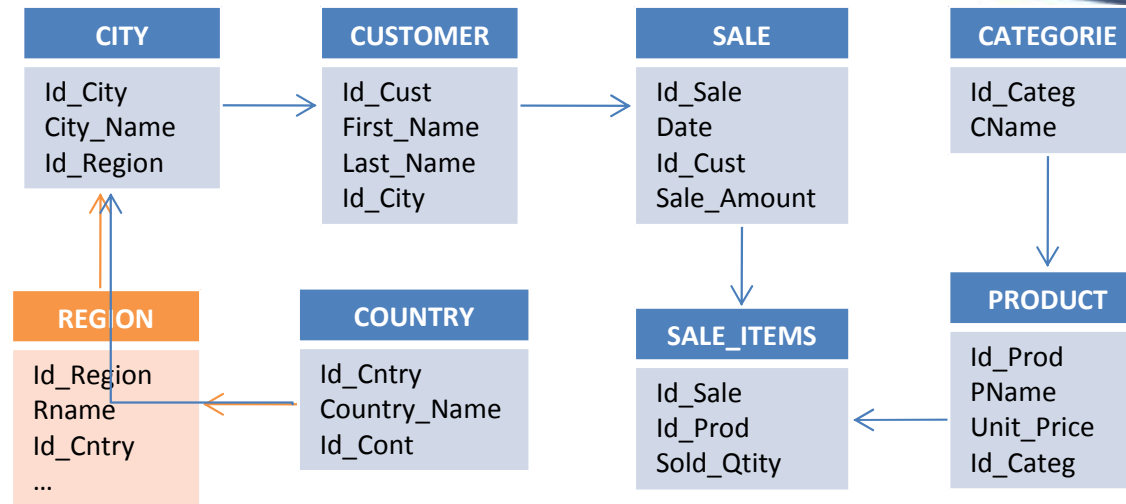 CITY
Id_City
City_Name
Id_Region
CUSTOMER
Id_Cust
First_Name
Last_Name
Id_City
SALE
Id_Sale
Date
Id_Cust
Sale_Amount
CATEGORIE
Id_Categ
CName
REGION
Id_Region
Rname
Id_Cntry
...
COUNTRY
Id_Cntry
Country_Name
Id_Cont
SALE_ITEMS
Id_Sale
Id_Prod
Sold_Qtity
PRODUCT
Id_Prod
PName
Unit_Price
Id_Categ